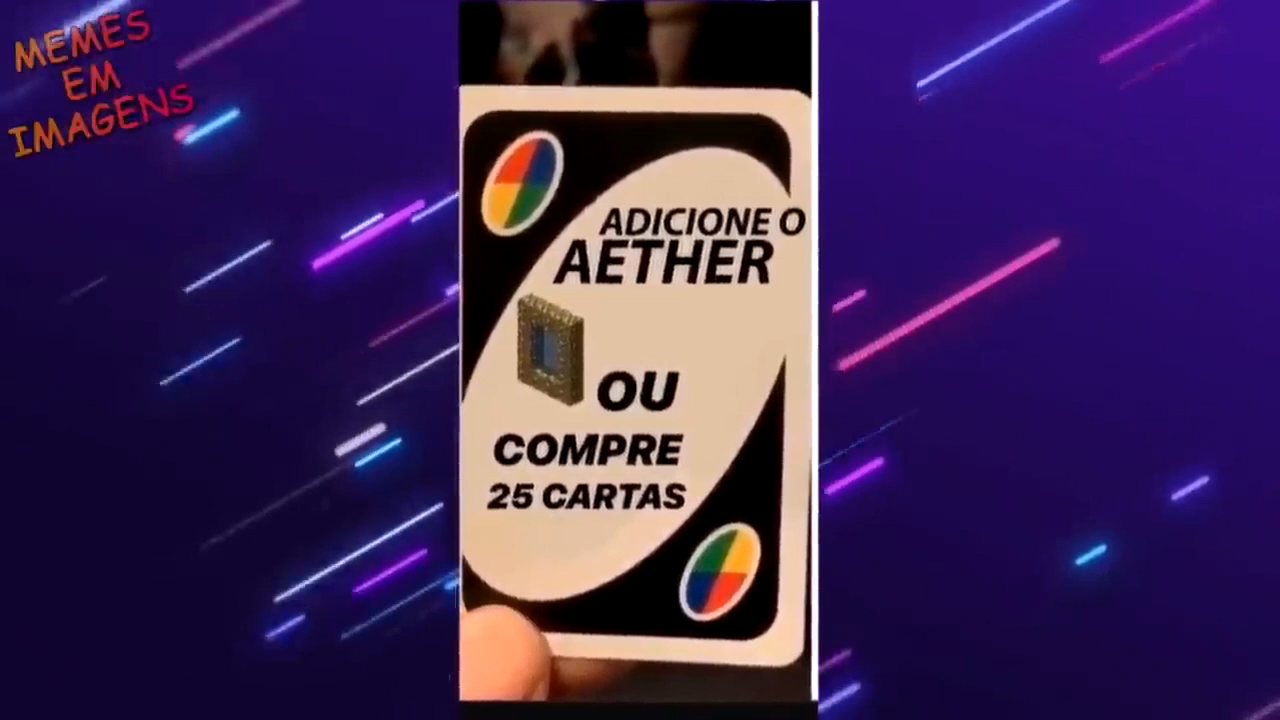 MEMES
EM
IMAGENS
ADICIONE O
AETHER
OU
COMPRE
25 CARTAS